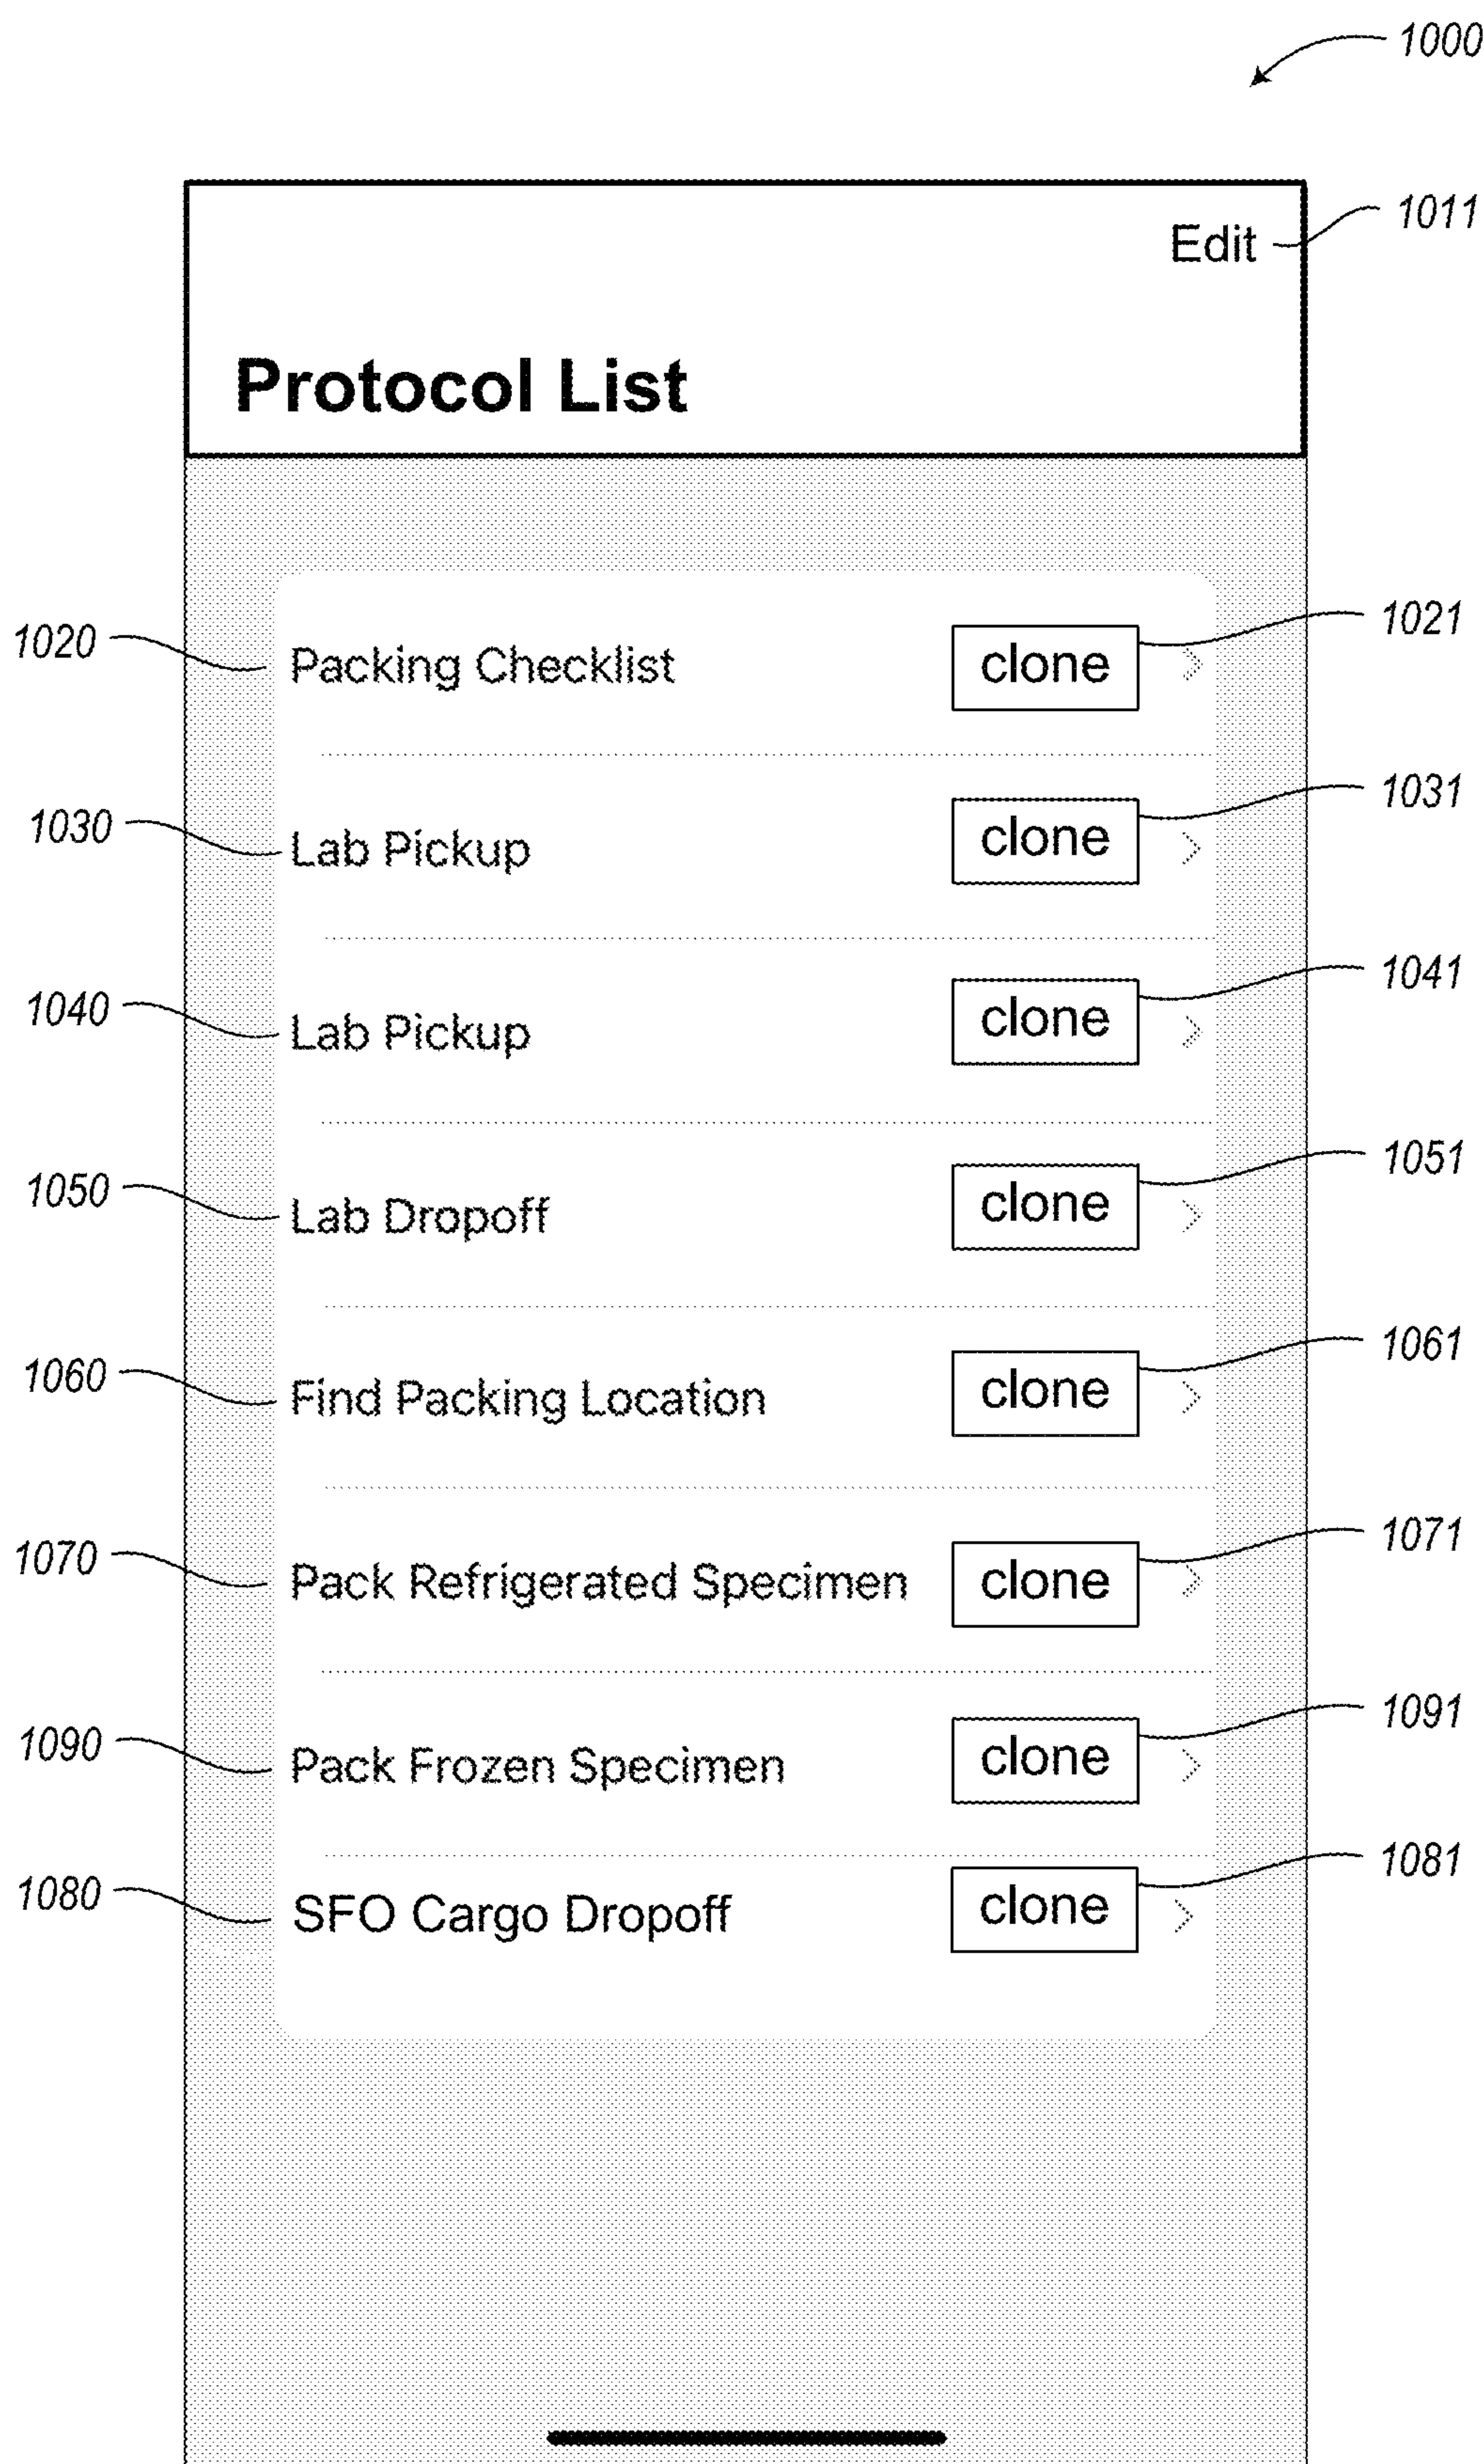 1000
Edit 1011
Protocol List
1020 Packing Checklist clone 1021
1030 Lab Pickup clone 1031
1040 Lab Pickup clone 1041
1050 Lab Dropoff clone 1051
1060 Find Packing Location clone 1061
1070 Pack Refrigerated Specimen clone 1071
1090 Pack Frozen Specimen clone 1091
1080 SFO Cargo Dropoff clone 1081